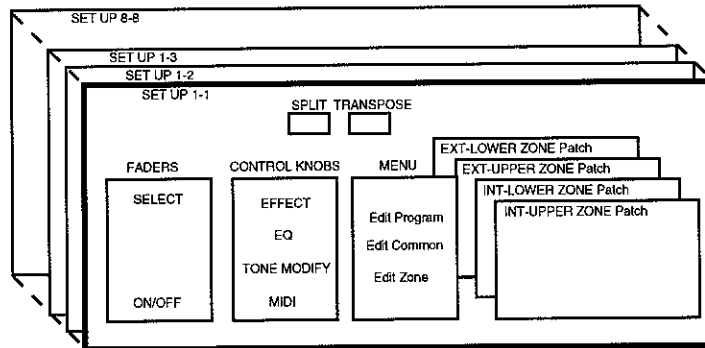 SET UP 8-8
SET UP 1-3
SET UP 1-2
SET UP 1-1
SPLIT TRANSPOSE
FADERS
SELECT
ON/OFF
CONTROL KNOBS
EFFECT
EQ
TONE MODIFY
MIDI
MENU
Edit Program
Edit Common
Edit Zone
EXT-LOWER ZONE Patch
EXT-UPPER ZONE Patch
INT-LOWER ZONE Patch
INT-UPPER ZONE Patch